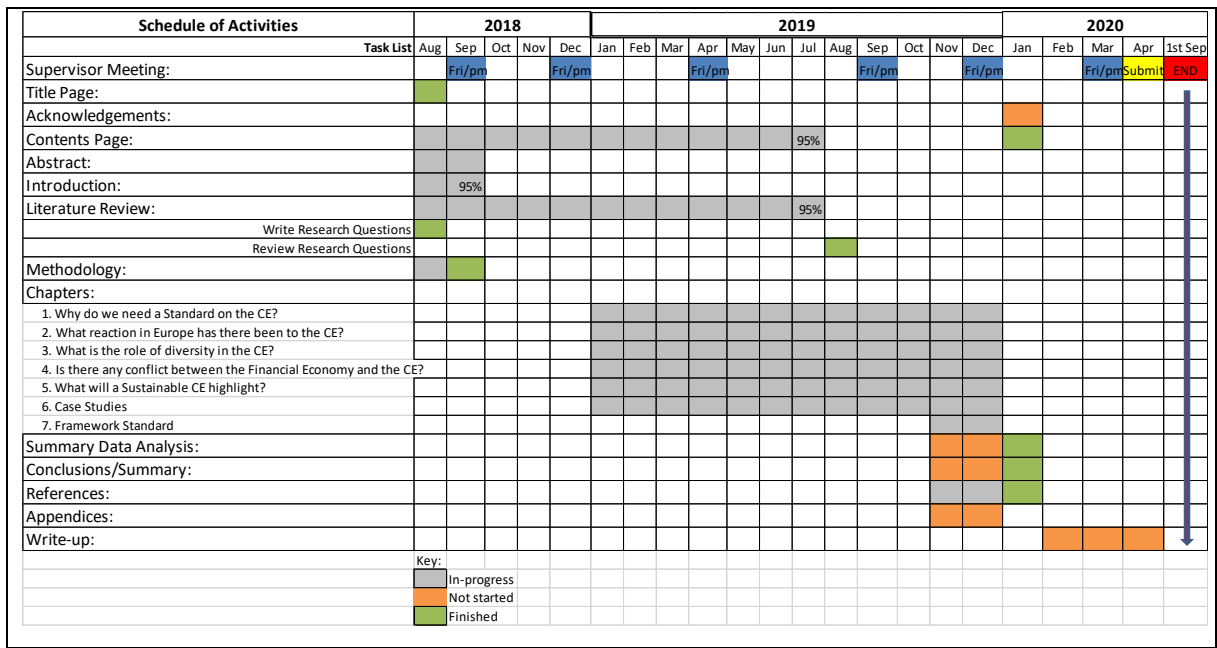 Schedule of Activities 2018 2019 2020
Task List Aug Sep Oct Nov Dec Jan Feb Mar Apr May Jun Jul Aug Sep Oct Nov Dec Jan Feb Mar Apr 1st Sep
Supervisor Meeting: Fri/pm Fri/pm Fri/pm Fri/pm Fri/pm Fri/pm Submit END
Title Page:
Acknowledgements:
Contents Page: 95%
Abstract:
Introduction: 95%
Literature Review: 95%
Write Research Questions
Review Research Questions
Methodology:
Chapters:
1. Why do we need a Standard on the CE?
2. What reaction in Europe has there been to the CE?
3. What is the role of diversity in the CE?
4. Is there any conflict between the Financial Economy and the CE?
5. What will a Sustainable CE highlight?
6. Case Studies
7. Framework Standard
Summary Data Analysis:
Conclusions/Summary:
References:
Appendices:
Write-up:
Key:
In-progress
Not started
Finished